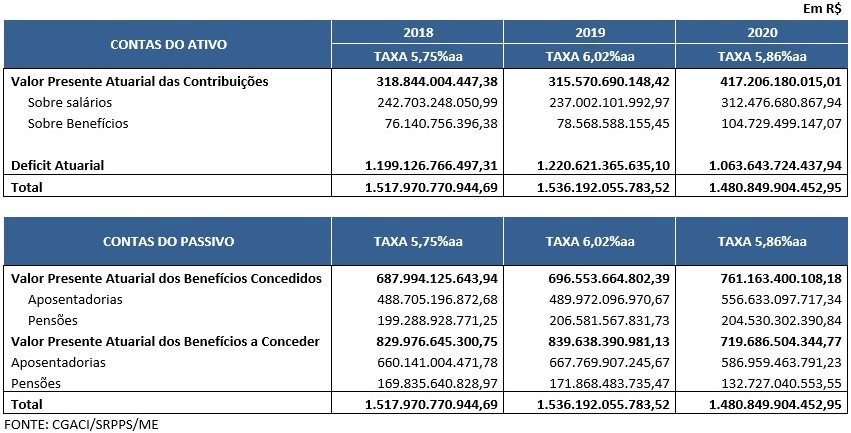 Em R$
CONTAS DO ATIVO 2018 2019 2020
TAXA 5,75%aa TAXA 6,02%aa TAXA 5,86%aa
Valor Presente Atuarial das Contribuições 318.844.004.447,38 315.570.690.148,42 417.206.180.015,01
Sobre salários 242.703.248.050,99 237.002.101.992,97 312.476.680.867,94
Sobre Benefícios 76.140.756.396,38 78.568.588.155,45 104.729.499.147,07
Deficit Atuarial 1.199.126.766.497,31 1.220.621.365.635,10 1.063.643.724.437,94
Total 1.517.970.770.944,69 1.536.192.055.783,52 1.480.849.904.452,95
CONTAS DO PASSIVO TAXA 5,75%aa TAXA 6,02%aa TAXA 5,86%aa
Valor Presente Atuarial dos Benefícios Concedidos 687.994.125.643,94 696.553.664.802,39 761.163.400.108,18
Aposentadorias 488.705.196.872,68 489.972.096.970,67 556.633.097.717,34
Pensões 199.288.928.771,25 206.581.567.831,73 204.530.302.390,84
Valor Presente Atuarial dos Benefícios a Conceder 829.976.645.300,75 839.638.390.981,13 719.686.504.344,77
Aposentadorias 660.141.004.471,78 667.769.907.245,67 586.959.463.791,23
Pensões 169.835.640.828,97 171.868.483.735,47 132.727.040.553,55
Total 1.517.970.770.944,69 1.536.192.055.783,52 1.480.849.904.452,95
FONTE: CGACI/SRPPS/ME